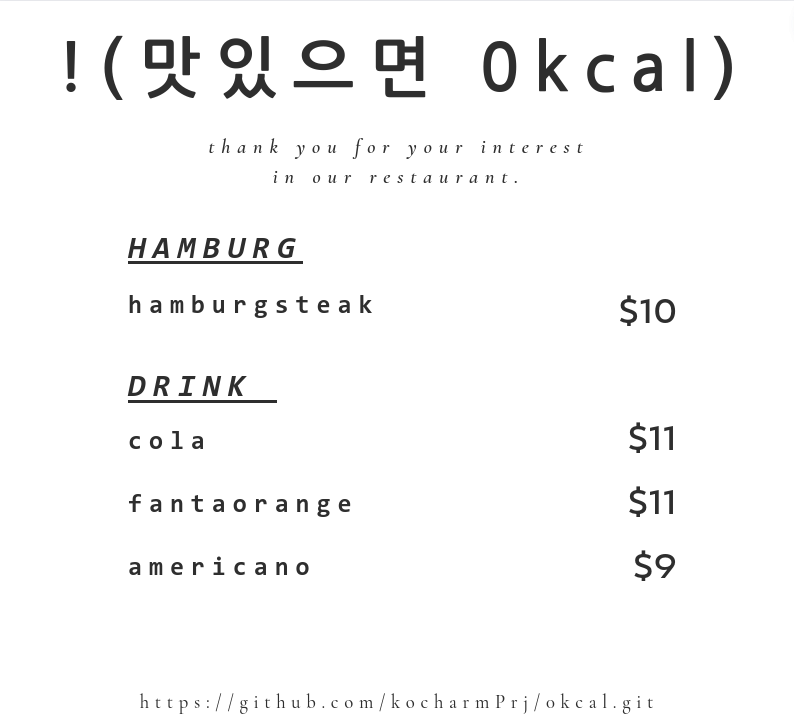 !(맛있으면 0kcal)
thank you for your interest
in our restaurant.
HAMBURG
hamburgsteak $10
DRINK
cola $11
fantaorange $11
americano $9
https://github.com/kocharmPrj/okcal.git